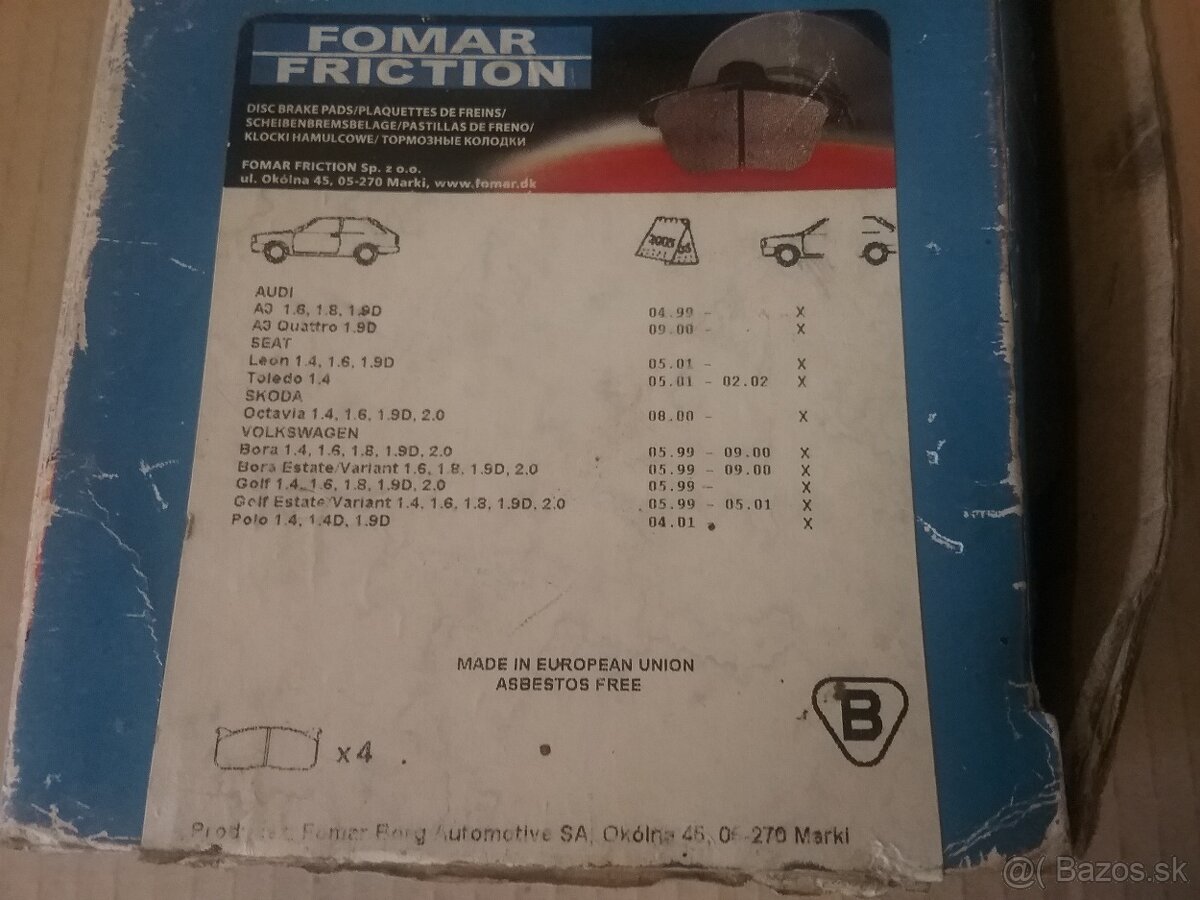 FOMAR
FRICTION
DISC BRAKE PADS/PLAQUETTES DE FREINS/
SCHEIBENBREMSBELAGE/PASTILLAS DE FRENO/
KLOCKI HAMULCOWE/ ТОРМОЗНЫЕ КОЛОДКИ
FOMAR FRICTION Sp. z o.o.
ul. Okólna 45, 05-270 Marki, www.fomar.dk
AUDI
A3 1.6, 1.8, 1.9D 04.99 - X
A3 Quattro 1.9D 09.00 - X
SEAT
Leon 1.4, 1.6, 1.9D 05.01 - X
Toledo 1.4 05.01 - 02.02 X
SKODA
Octavia 1.4, 1.6, 1.9D, 2.0 08.00 - X
VOLKSWAGEN
Bora 1.4, 1.6, 1.8, 1.9D, 2.0 05.99 - 09.00 X
Bora Estate/Variant 1.6, 1.8, 1.9D, 2.0 05.99 - 09.00 X
Golf 1.4, 1.6, 1.8, 1.9D, 2.0 05.99 - X
Golf Estate/Variant 1.4, 1.6, 1.8, 1.9D, 2.0 05.99 - 05.01 X
Polo 1.4, 1.4D, 1.9D 04.01 X
MADE IN EUROPEAN UNION
ASBESTOS FREE
B
x 4
Fomar Borg Automotive SA, Okólna 45, 05-270 Marki
@( Bazos.sk